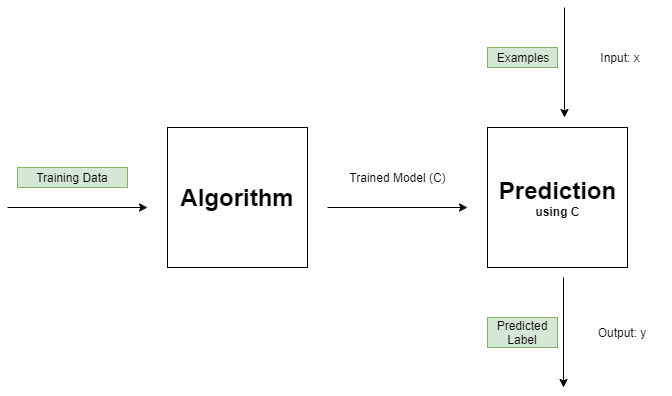 Examples
Input: x
Training Data
Algorithm
Trained Model (C)
Prediction
using C
Predicted
Label
Output: y